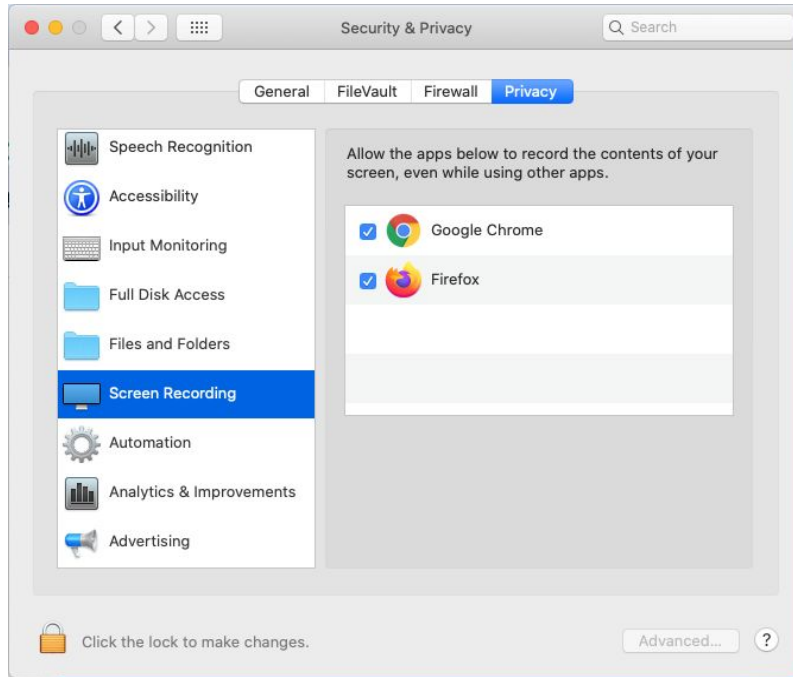 Security & Privacy
Search
General FileVault Firewall Privacy
Speech Recognition
Accessibility
Input Monitoring
Full Disk Access
Files and Folders
Screen Recording
Automation
Analytics & Improvements
Advertising
Allow the apps below to record the contents of your
screen, even while using other apps.
Google Chrome
Firefox
Click the lock to make changes.
Advanced... ?